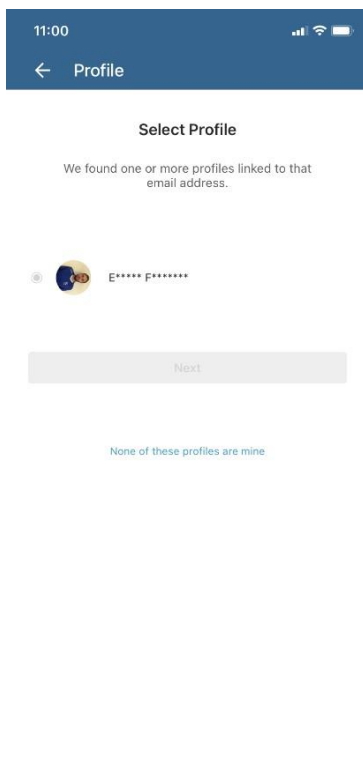 11:00
Profile
Select Profile
We found one or more profiles linked to that
email address.
E***** F*******
Next
None of these profiles are mine